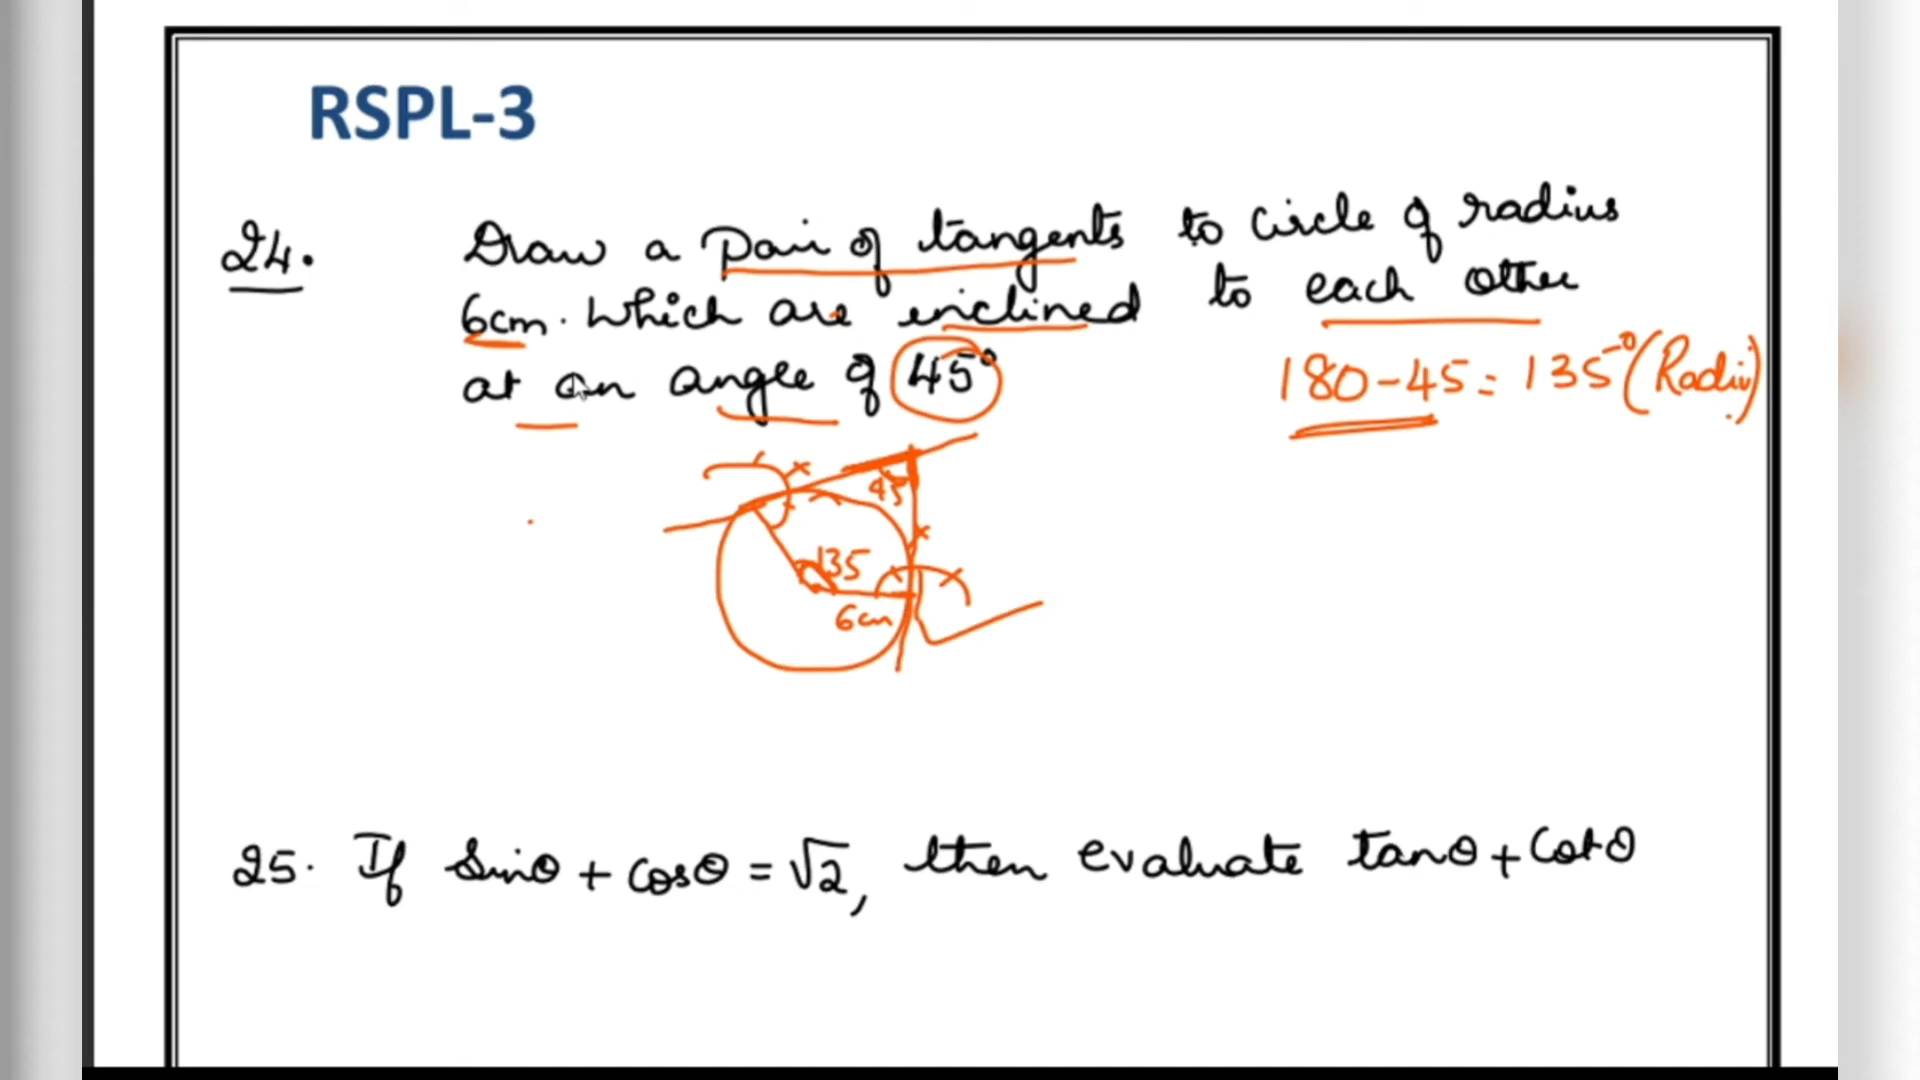 RSPL-3
24. Draw a pair of tangents to circle of radius
6cm. which are inclined to each other
at an angle of 45°
180-45= 135° (Radii)
45
135
6cm
25. If Sinθ + cosθ = √2, then evaluate tanθ + Cotθ